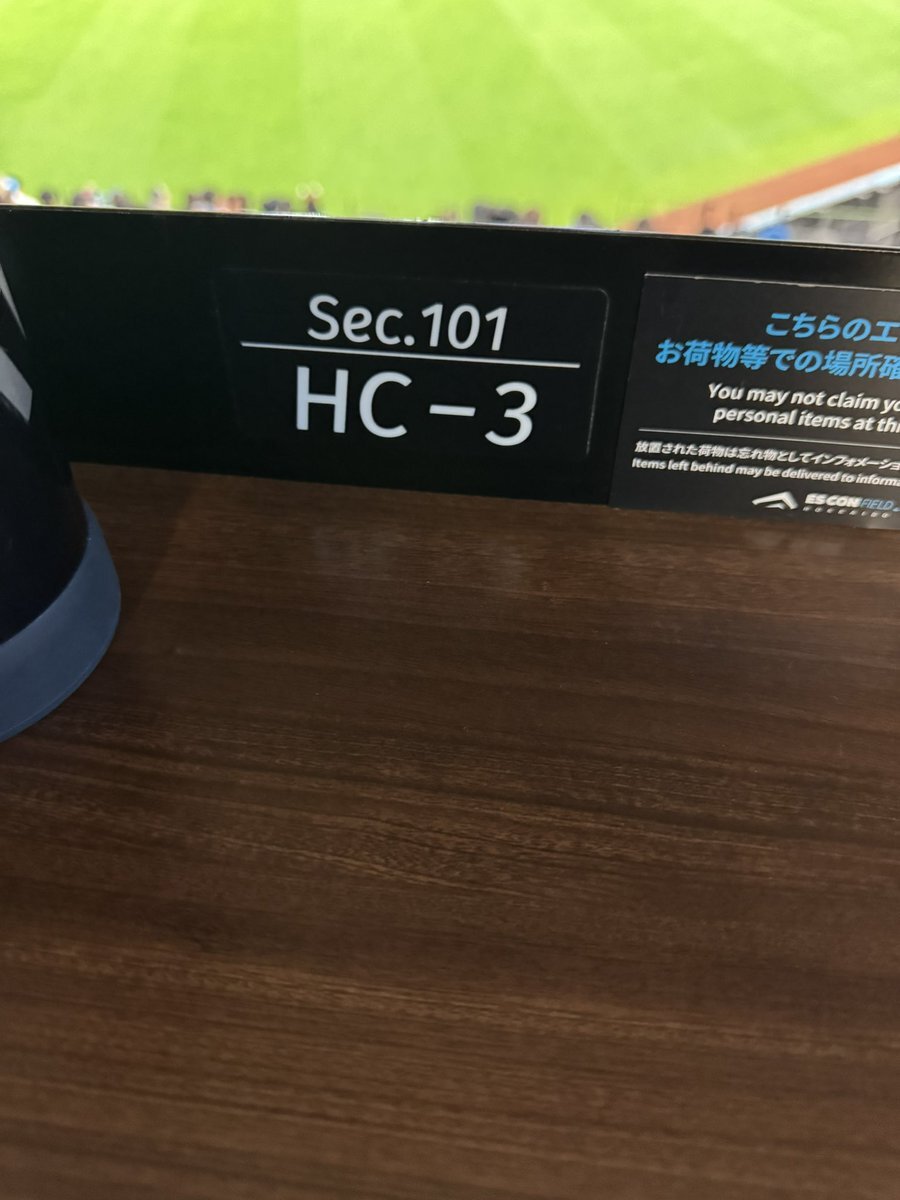 Sec.101
HC-3
こちらのエ
お荷物等での場所確
You may not claim yo
personal items at thi
放置された荷物は忘れ物としてインフォメーショ
Items left behind may be delivered to informa
ES CON FIELD
HOKKAIDO